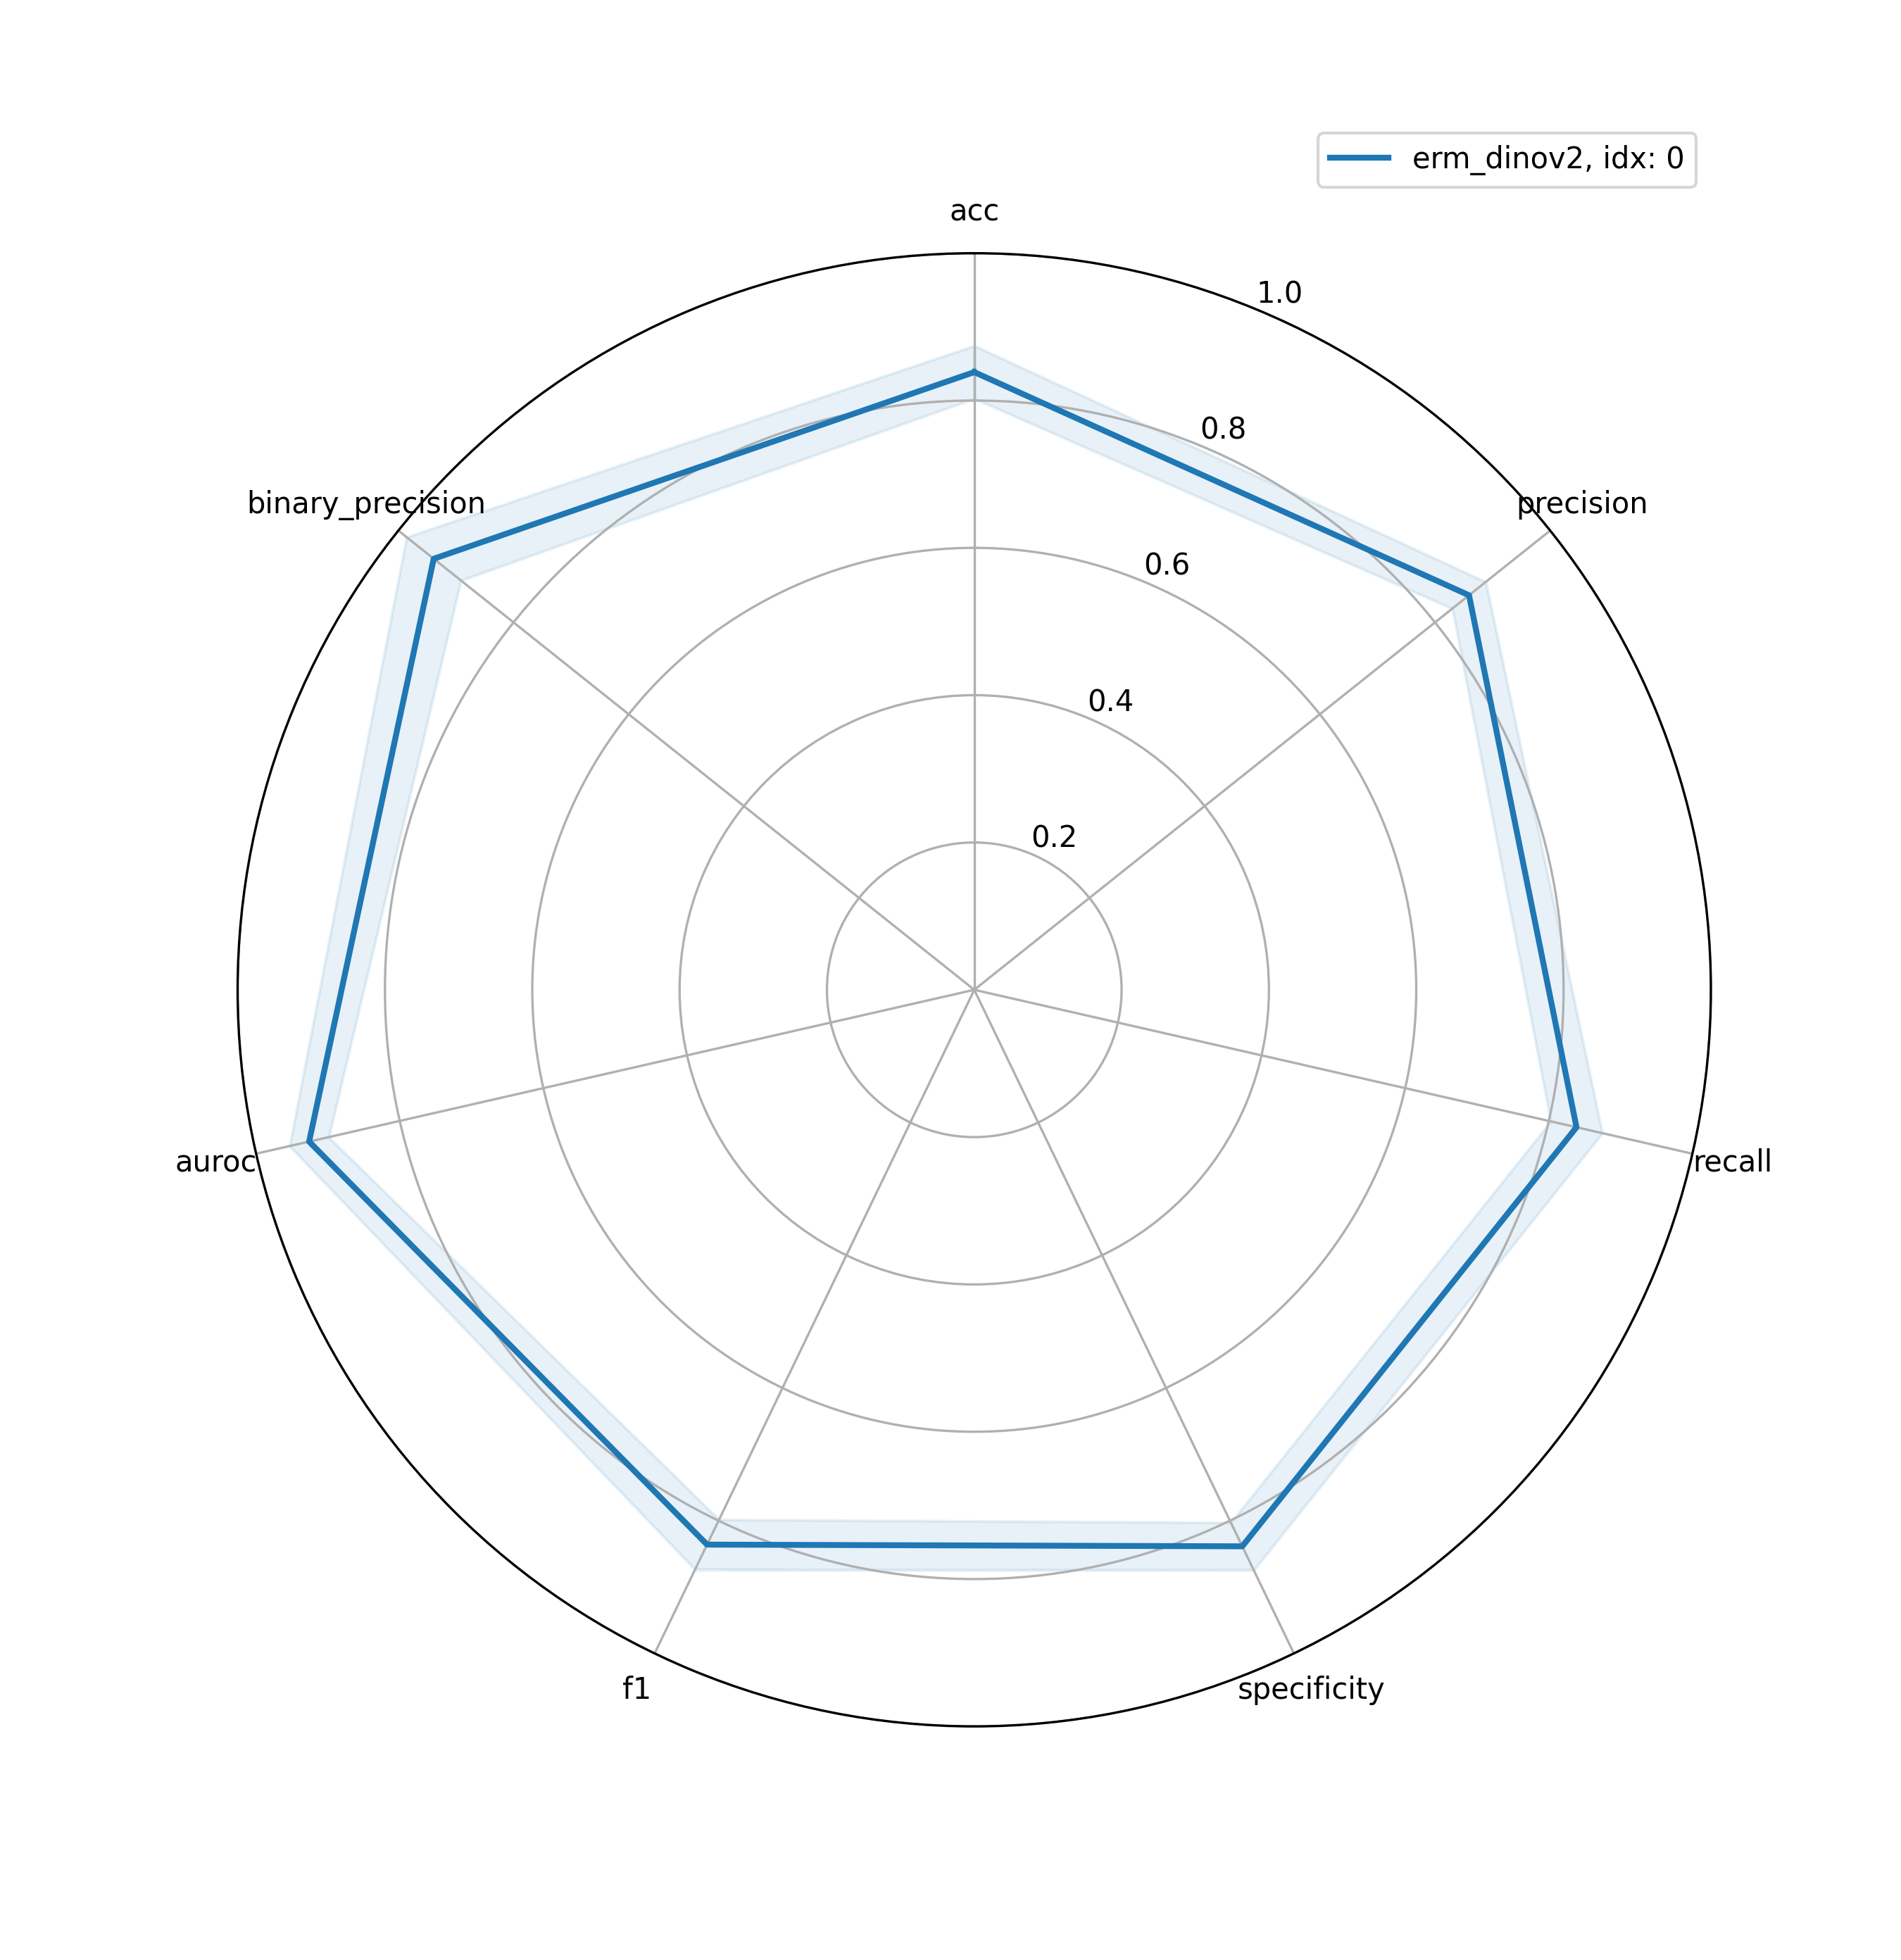 erm_dinov2, idx: 0
acc
1.0
0.8
binary_precision
precision
0.6
0.4
0.2
auroc
recall
f1
specificity